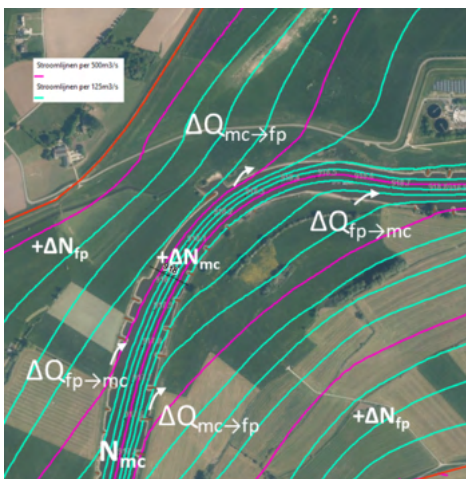 Stroomlijnen per 500m3/s
Stroomlijnen per 125m3/s
ΔQmc→fp
ΔQfp→mc
+ΔNfp
+ΔNmc
ΔQfp→mc
ΔQmc→fp
+ΔNfp
Nmc